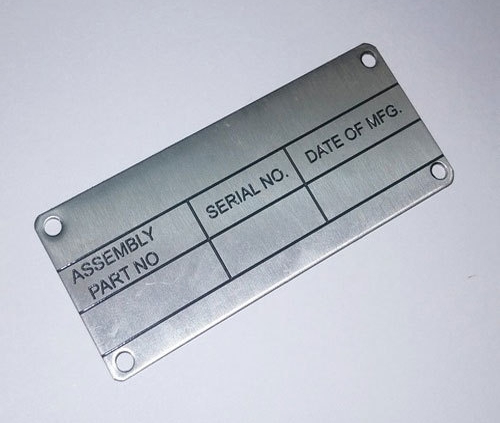 ASSEMBLY
PART NO
SERIAL NO.
DATE OF MFG.